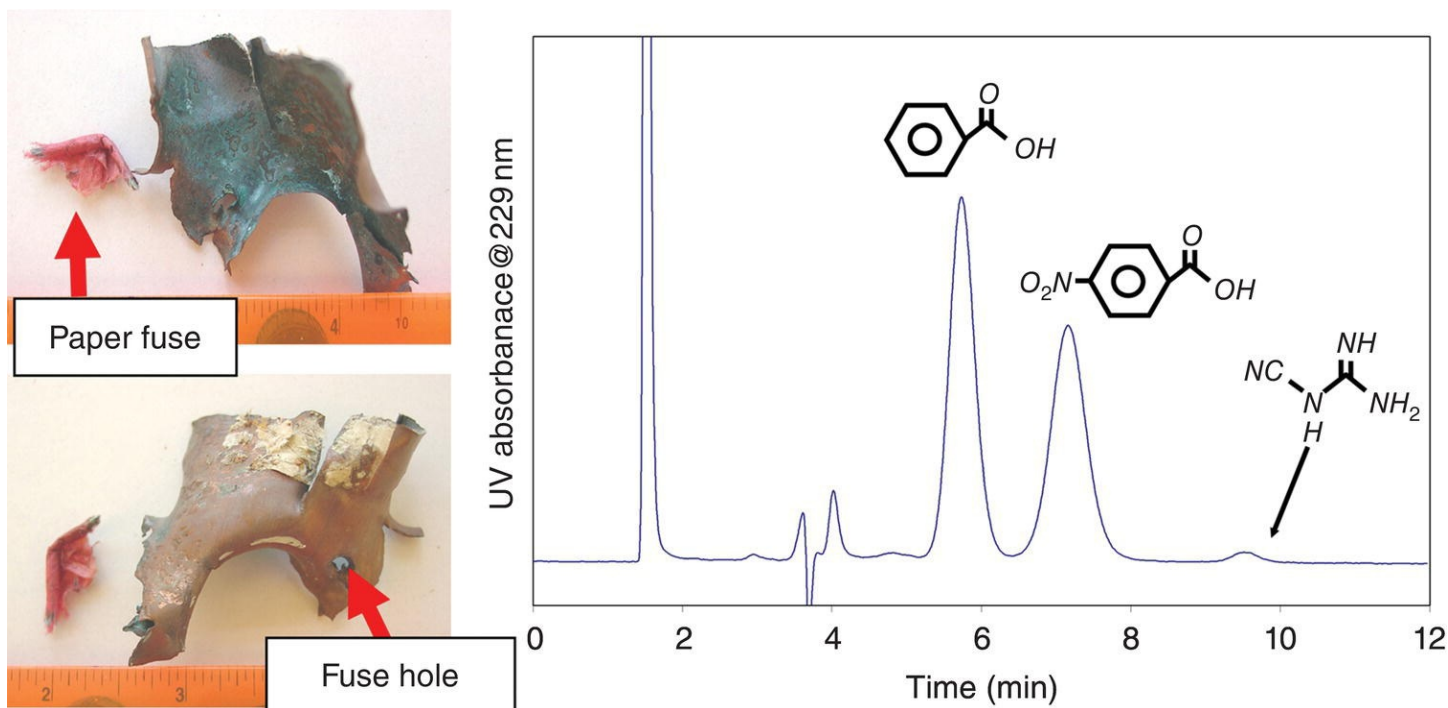 Paper fuse
4
10
Fuse hole
2
3
UV absorbanace@229 nm
O
OH
O
O₂N
OH
NH
NC
N
H
NH₂
0 2 4 6 8 10 12
Time (min)